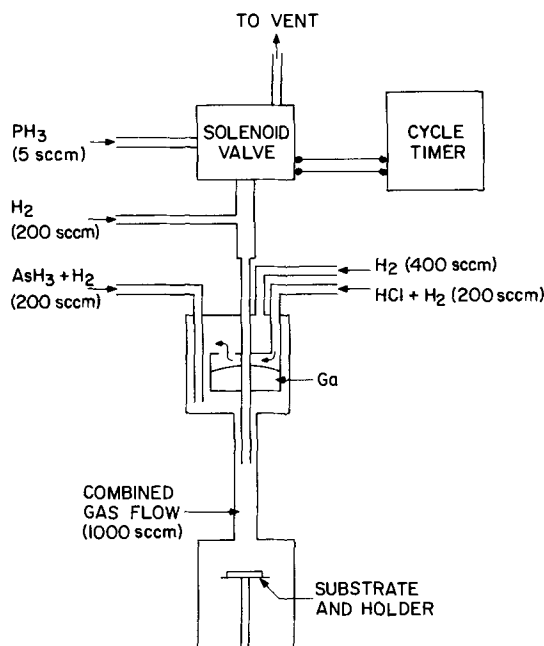 TO VENT
PH3
(5 sccm)
SOLENOID
VALVE
CYCLE
TIMER
H2
(200 sccm)
AsH3 + H2
(200 sccm)
H2 (400 sccm)
HCl + H2 (200 sccm)
Ga
COMBINED
GAS FLOW
(1000 sccm)
SUBSTRATE
AND HOLDER